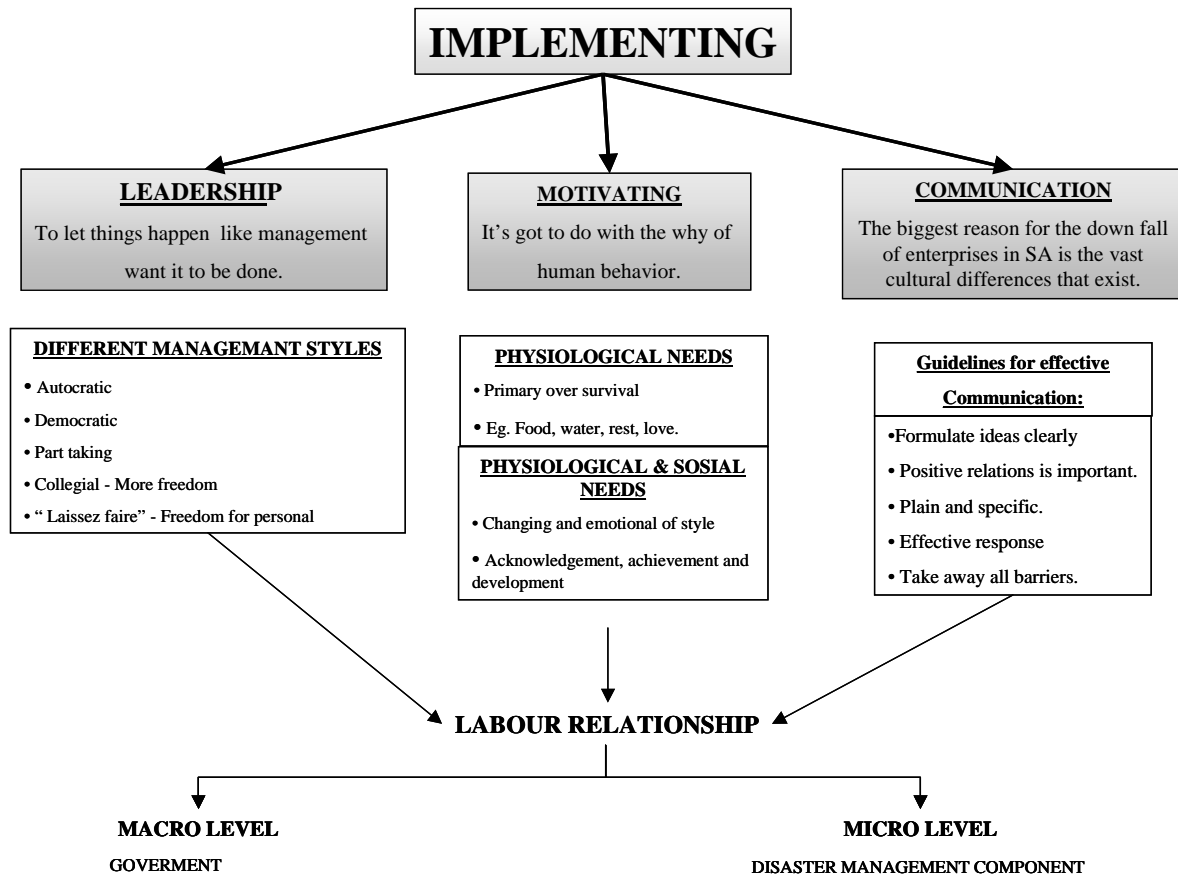 IMPLEMENTING
LEADERSHIP
To let things happen like management
want it to be done.
MOTIVATING
It's got to do with the why of
human behavior.
COMMUNICATION
The biggest reason for the down fall
of enterprises in SA is the vast
cultural differences that exist.
DIFFERENT MANAGEMANT STYLES
• Autocratic
• Democratic
• Part taking
• Collegial - More freedom
• “ Laissez faire” - Freedom for personal
PHYSIOLOGICAL NEEDS
• Primary over survival
• Eg. Food, water, rest, love.
PHYSIOLOGICAL & SOSIAL
NEEDS
• Changing and emotional of style
• Acknowledgement, achievement and
development
Guidelines for effective
Communication:
•Formulate ideas clearly
• Positive relations is important.
• Plain and specific.
• Effective response
• Take away all barriers.
LABOUR RELATIONSHIP
MACRO LEVEL
GOVERMENT
MICRO LEVEL
DISASTER MANAGEMENT COMPONENT